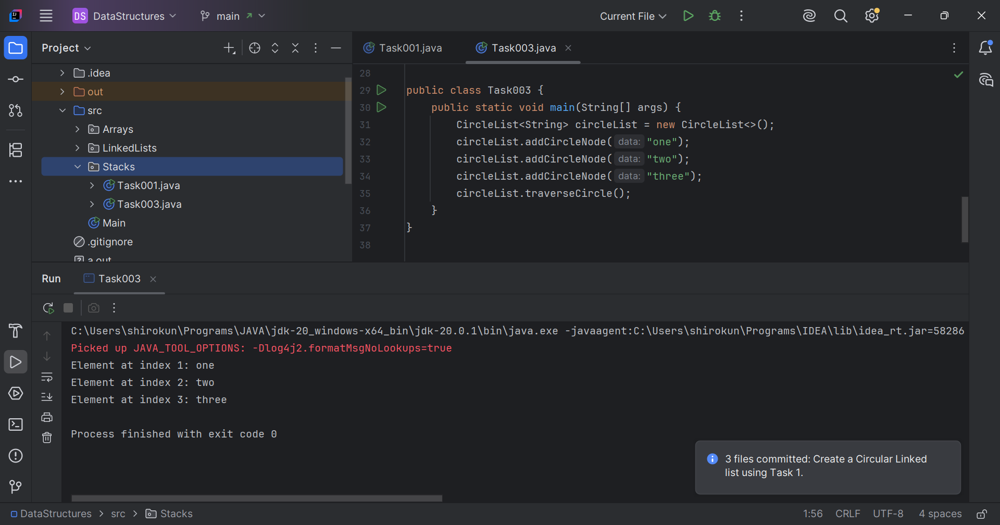 DS DataStructures main Current File
Project
Task001.java Task003.java
.idea
out
src
Arrays
LinkedLists
Stacks
Task001.java
Task003.java
Main
.gitignore
a.out
28
29 public class Task003 {
30 public static void main(String[] args) {
31 CircleList<String> circleList = new CircleList<>();
32 circleList.addCircleNode( data: "one");
33 circleList.addCircleNode( data: "two");
34 circleList.addCircleNode( data: "three");
35 circleList.traverseCircle();
36 }
37 }
38
Run Task003
C:\Users\shirokun\Programs\JAVA\jdk-20_windows-x64_bin\jdk-20.0.1\bin\java.exe -javaagent:C:\Users\shirokun\Programs\IDEA\lib\idea_rt.jar=58286
Picked up JAVA_TOOL_OPTIONS: -Dlog4j2.formatMsgNoLookups=true
Element at index 1: one
Element at index 2: two
Element at index 3: three
Process finished with exit code 0
3 files committed: Create a Circular Linked
list using Task 1.
DataStructures > src > Stacks 1:56 CRLF UTF-8 4 spaces